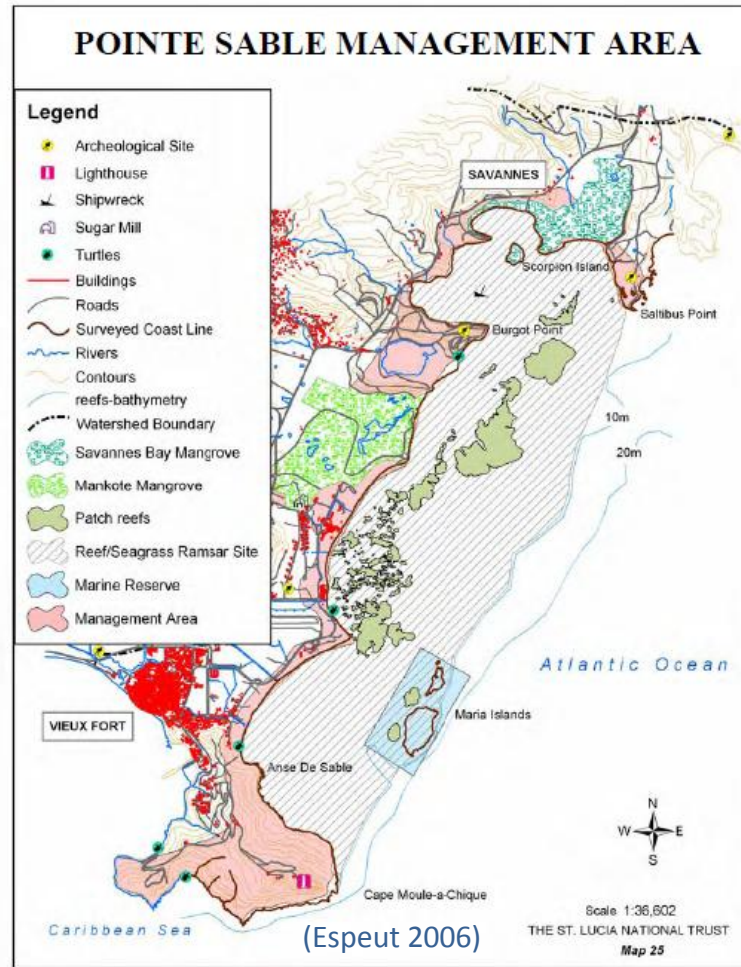 POINTE SABLE MANAGEMENT AREA
Legend
Archeological Site
Lighthouse
Shipwreck
Sugar Mill
Turtles
Buildings
Roads
Surveyed Coast Line
Rivers
Contours
reefs-bathymetry
Watershed Boundary
Savannes Bay Mangrove
Mankote Mangrove
Patch reefs
Reef/Seagrass Ramsar Site
Marine Reserve
Management Area
SAVANNES
Scorpion Island
Saltibus Point
Burgot Point
10m
20m
Atlantic Ocean
Maria Islands
VIEUX FORT
Anse De Sable
N
W E
S
Cape Moule-a-Chique
Caribbean Sea
(Espeut 2006)
Scale 1:36,602
THE ST. LUCIA NATIONAL TRUST
Map 25